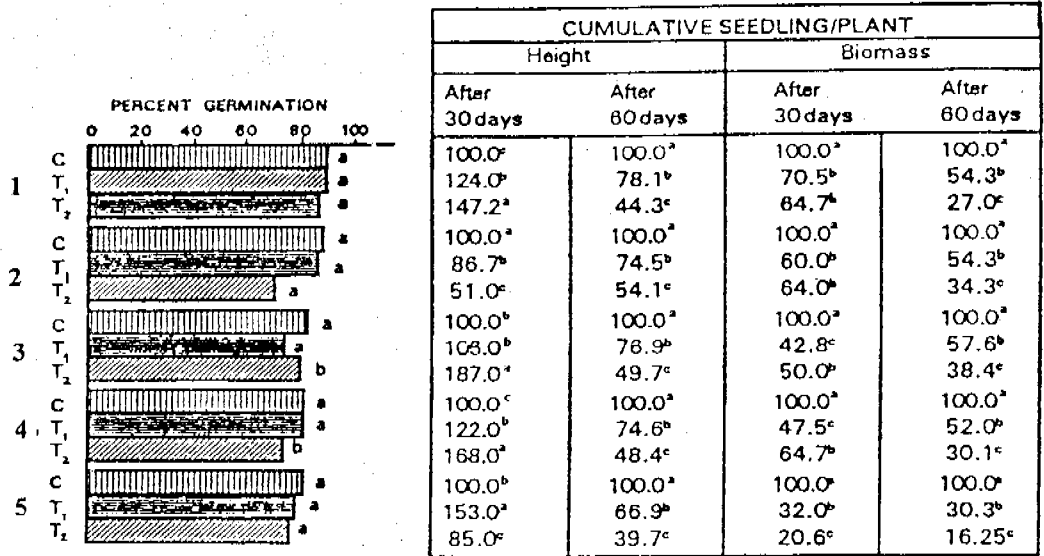 PERCENT GERMINATION
0 20 40 60 80 100
1
C a
T₁ a
T₂ a
2
C a
T₁ a
T₂ a
3
C a
T₁ a
T₂ b
4
C a
T₁ a
T₂ b
5
C a
T₁ a
T₂ a
CUMULATIVE SEEDLING/PLANT
Height Biomass
After After After After
30 days 60 days 30 days 60 days
100.0ᶜ 100.0ᵃ 100.0ᵃ 100.0ᵃ
124.0ᵇ 78.1ᵇ 70.5ᵇ 54.3ᵇ
147.2ᵃ 44.3ᶜ 64.7ᵇ 27.0ᶜ
100.0ᵃ 100.0ᵃ 100.0ᵃ 100.0ᵃ
86.7ᵇ 74.5ᵇ 60.0ᵇ 54.3ᵇ
51.0ᶜ 54.1ᶜ 64.0ᵇ 34.3ᶜ
100.0ᵇ 100.0ᵃ 100.0ᵃ 100.0ᵃ
106.0ᵇ 76.9ᵇ 42.8ᶜ 57.6ᵇ
187.0ᵃ 49.7ᶜ 50.0ᵇ 38.4ᶜ
100.0ᶜ 100.0ᵃ 100.0ᵃ 100.0ᵃ
122.0ᵇ 74.6ᵇ 47.5ᶜ 52.0ᵇ
168.0ᵃ 48.4ᶜ 64.7ᵇ 30.1ᶜ
100.0ᵇ 100.0ᵃ 100.0ᵃ 100.0ᵃ
153.0ᵃ 66.9ᵇ 32.0ᵇ 30.3ᵇ
85.0ᶜ 39.7ᶜ 20.6ᶜ 16.25ᶜ